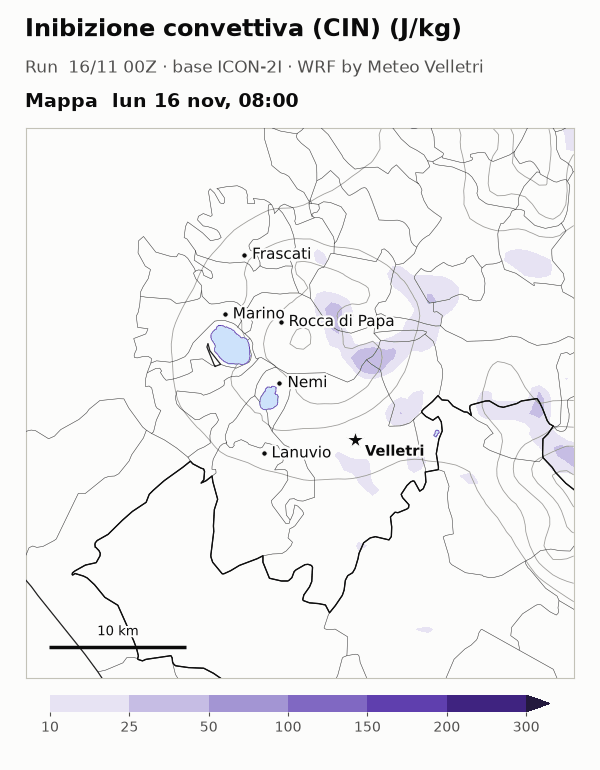 Inibizione convettiva (CIN) (J/kg)
Run  16/11 00Z · base ICON-2I · WRF by Meteo Velletri
Mappa  lun 16 nov, 08:00
Frascati
Marino
Rocca di Papa
Nemi
Velletri
Lanuvio
10 km
10 25 50 100 150 200 300